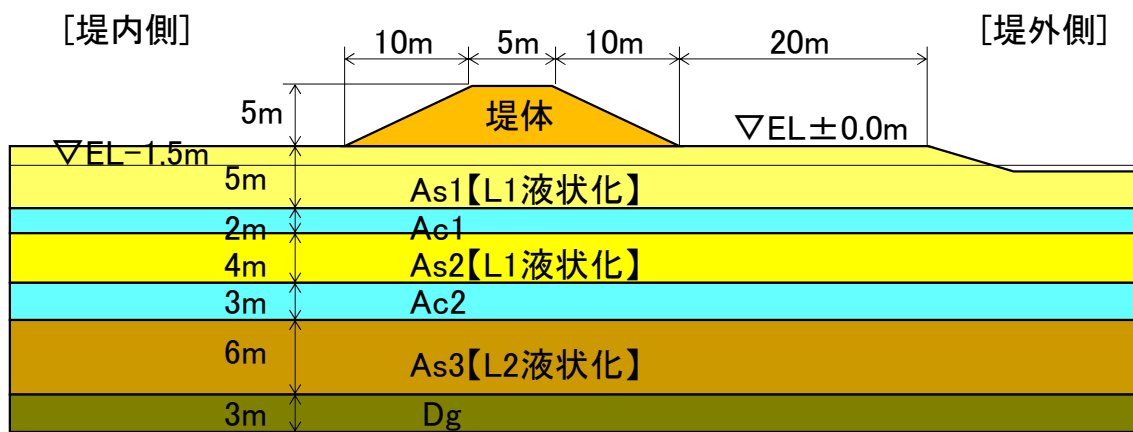 [堤内側]
[堤外側]
10m
5m
10m
20m
5m
堤体
▽EL±0.0m
▽EL-1.5m
5m
As1【L1液状化】
2m
Ac1
4m
As2【L1液状化】
3m
Ac2
6m
As3【L2液状化】
3m
Dg